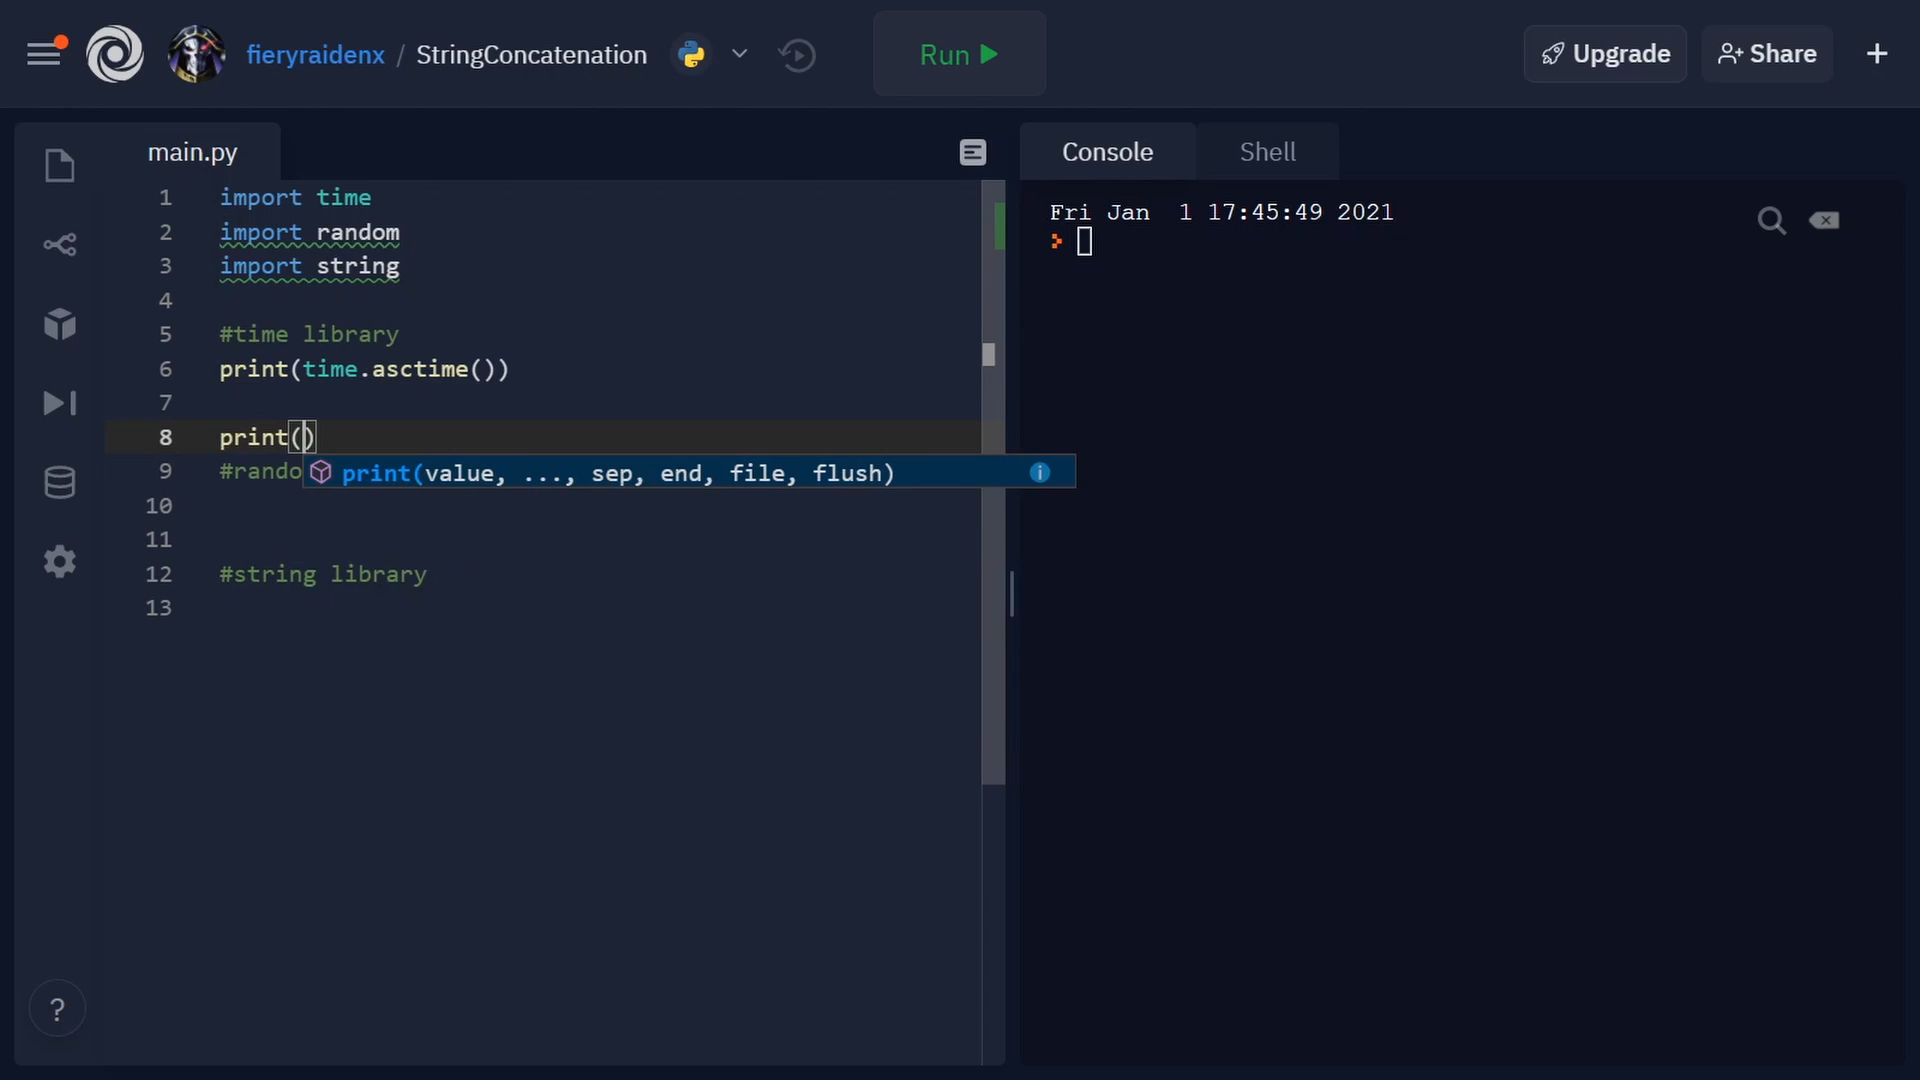 fieryraidenx / StringConcatenation
Run
Upgrade
Share
main.py
Console
Shell
1 import time
2 import random
3 import string
4
5 #time library
6 print(time.asctime())
7
8 print()
print(value, ..., sep, end, file, flush)
9 #rando
10
11
12 #string library
13
Fri Jan  1 17:45:49 2021
?